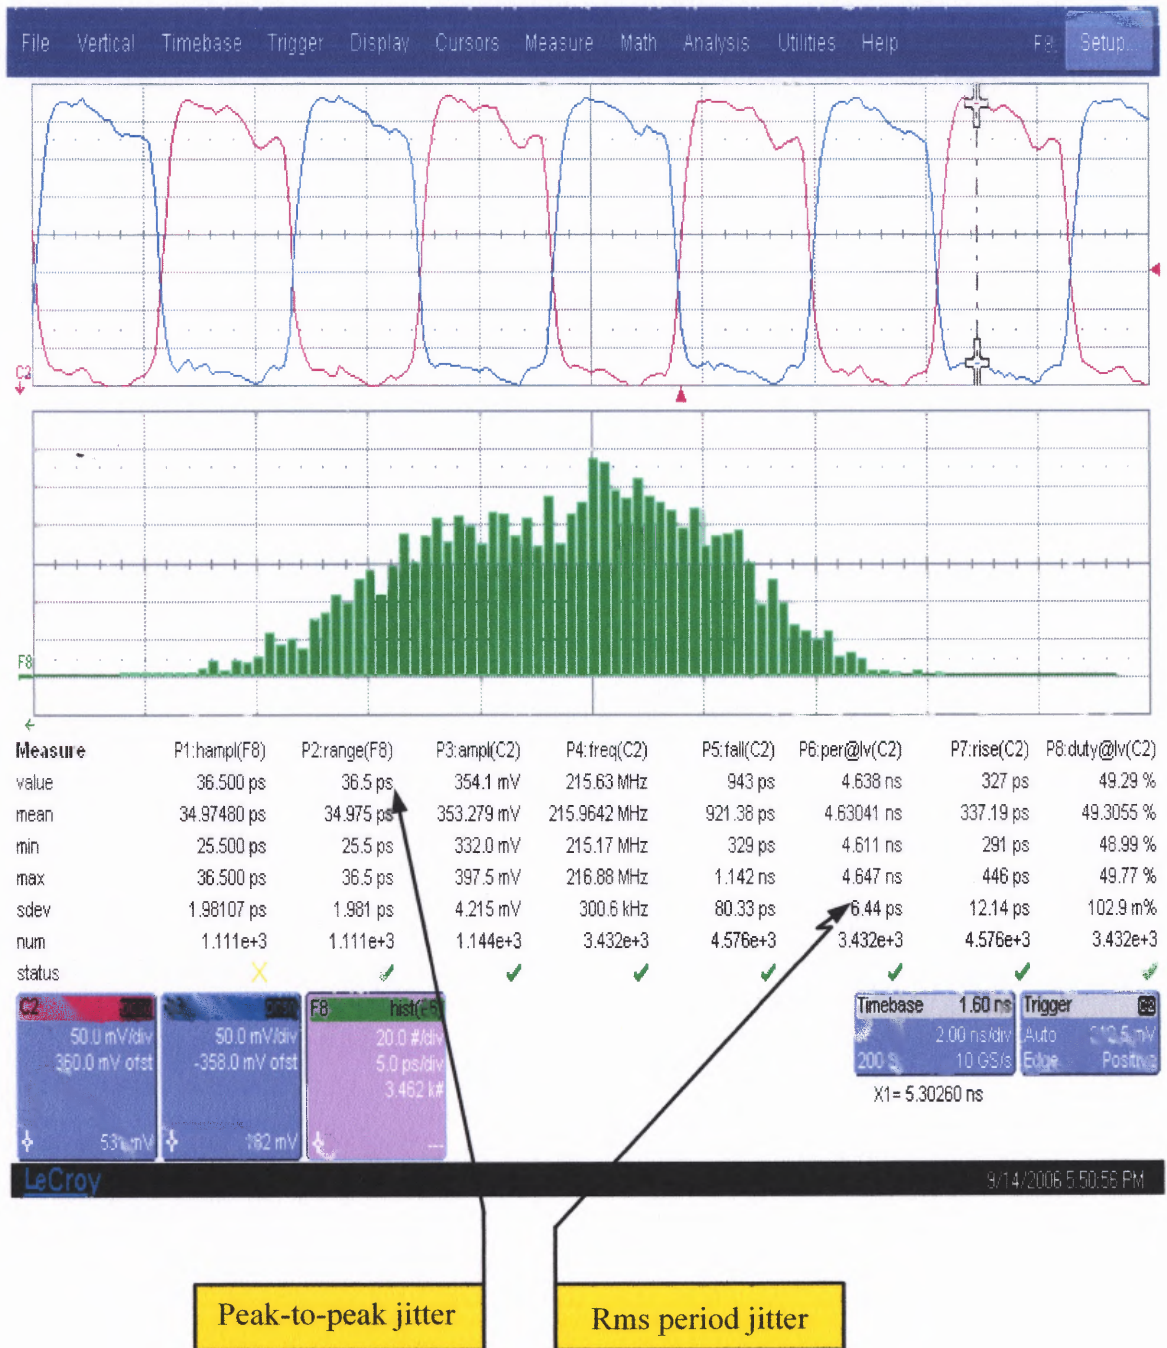 File Vertical Timebase Trigger Display Cursors Measure Math Analysis Utilities Help F8 Setup...
C2
F8
Measure P1:hampl(F8) P2:range(F8) P3:ampl(C2) P4:freq(C2) P5:fall(C2) P6:per@lv(C2) P7:rise(C2) P8:duty@lv(C2)
value 36.500 ps 36.5 ps 354.1 mV 215.63 MHz 943 ps 4.638 ns 327 ps 49.29 %
mean 34.97480 ps 34.975 ps 353.279 mV 215.9642 MHz 921.38 ps 4.63041 ns 337.19 ps 49.3055 %
min 25.500 ps 25.5 ps 332.0 mV 215.17 MHz 329 ps 4.611 ns 291 ps 48.99 %
max 36.500 ps 36.5 ps 397.5 mV 216.88 MHz 1.142 ns 4.647 ns 446 ps 49.77 %
sdev 1.98107 ps 1.981 ps 4.215 mV 300.6 kHz 80.33 ps 6.44 ps 12.14 ps 102.9 m%
num 1.111e+3 1.111e+3 1.144e+3 3.432e+3 4.576e+3 3.432e+3 4.576e+3 3.432e+3
status
C2 F8 Timebase 1.60 ns Trigger C2
50.0 mV/div 50.0 mV/div 20.0 #/div 2.00 ns/div Auto
360.0 mV ofst -358.0 mV ofst 5.0 ps/div 10 GS/s Edge Positive
3.462 k#
X1= 5.30260 ns
mV 182 mV ---
LeCroy 9/14/2006 5:50:56 PM
Peak-to-peak jitter Rms period jitter